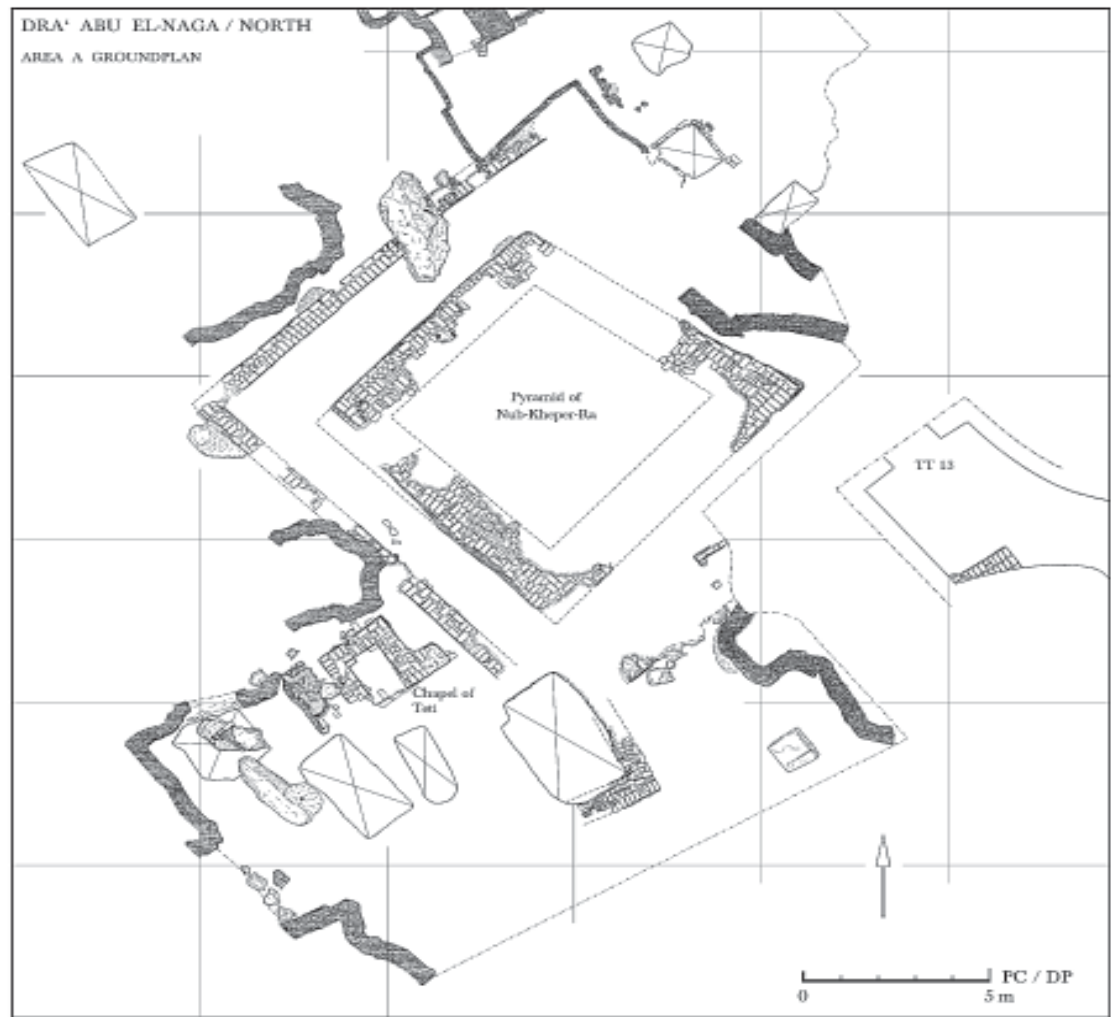 DRA‘ ABU EL-NAGA / NORTH
AREA A GROUNDPLAN
Pyramid of
Nub-Kheper-Ra
TT 13
Chapel of
Teti
PC / DP
0 5 m